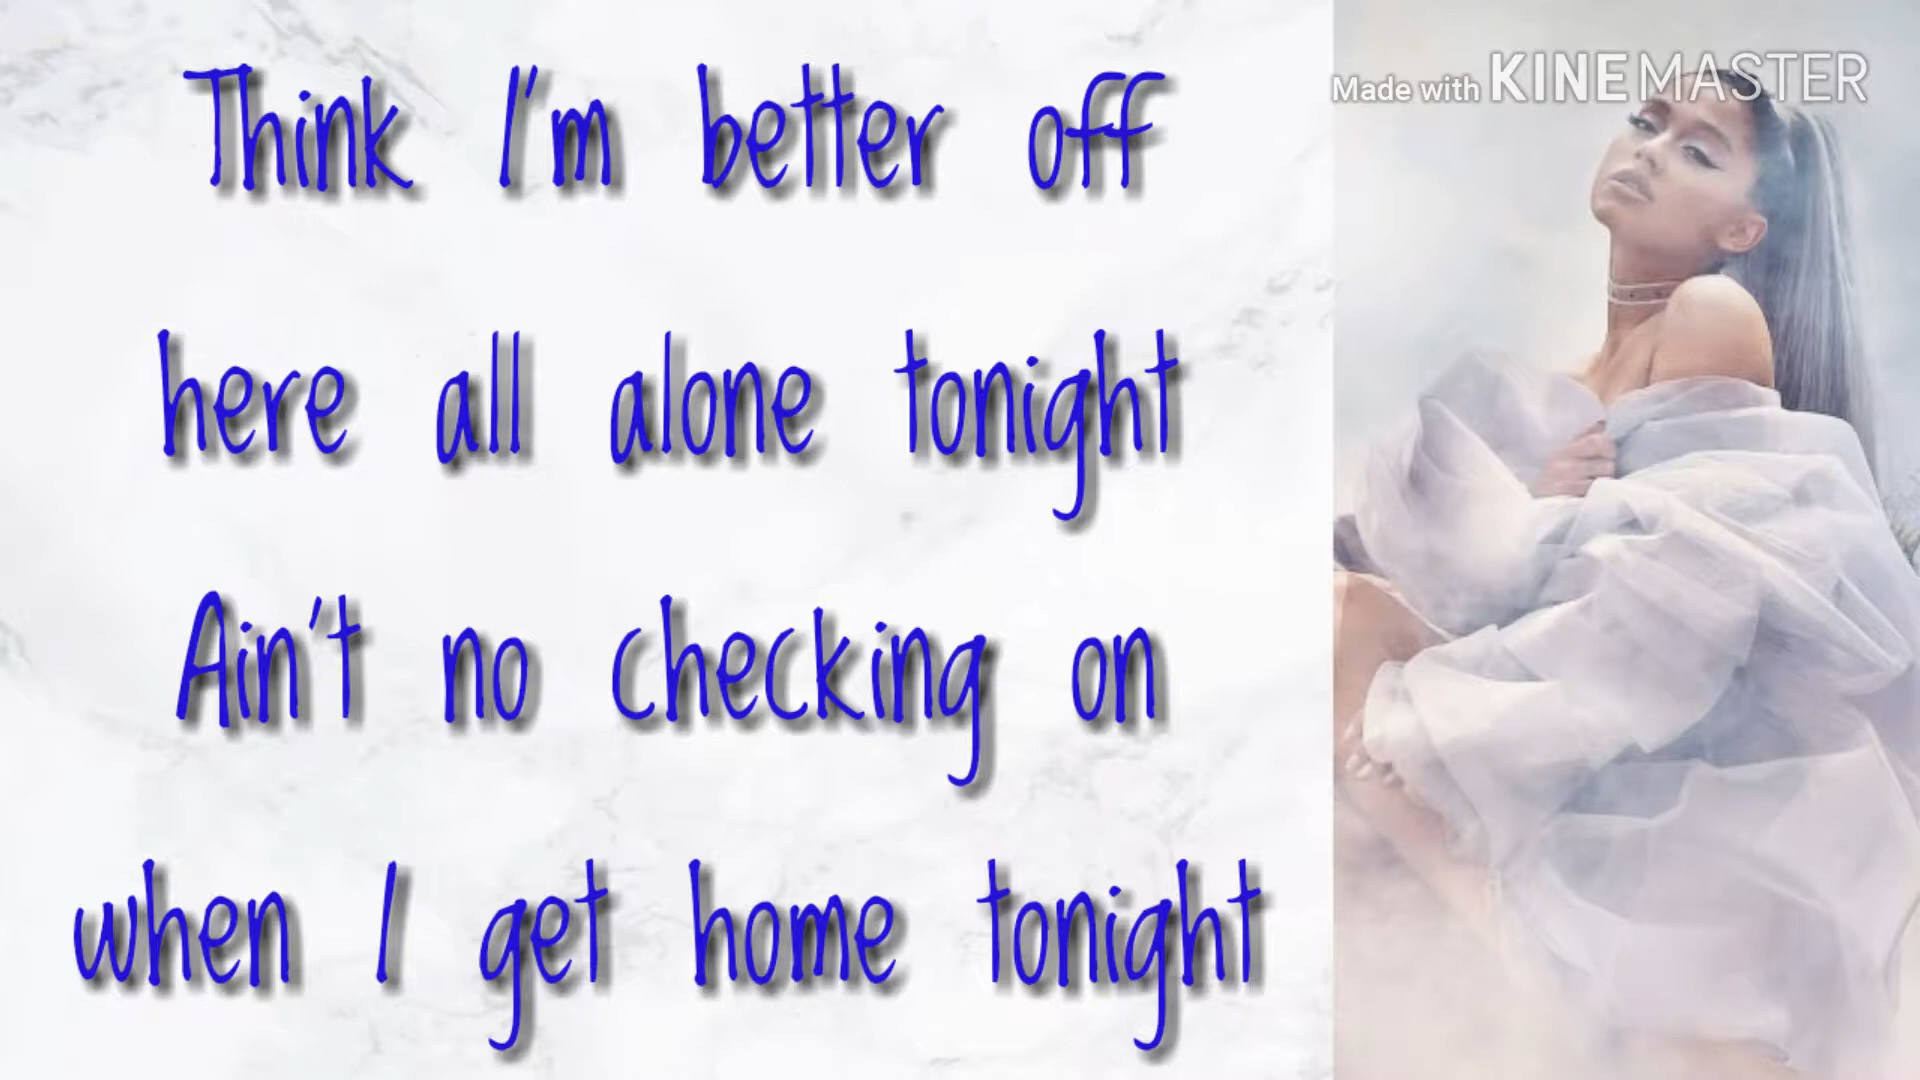 Think I'm better off
here all alone tonight
Ain't no checking on
when I get home tonight
Made with KINEMASTER